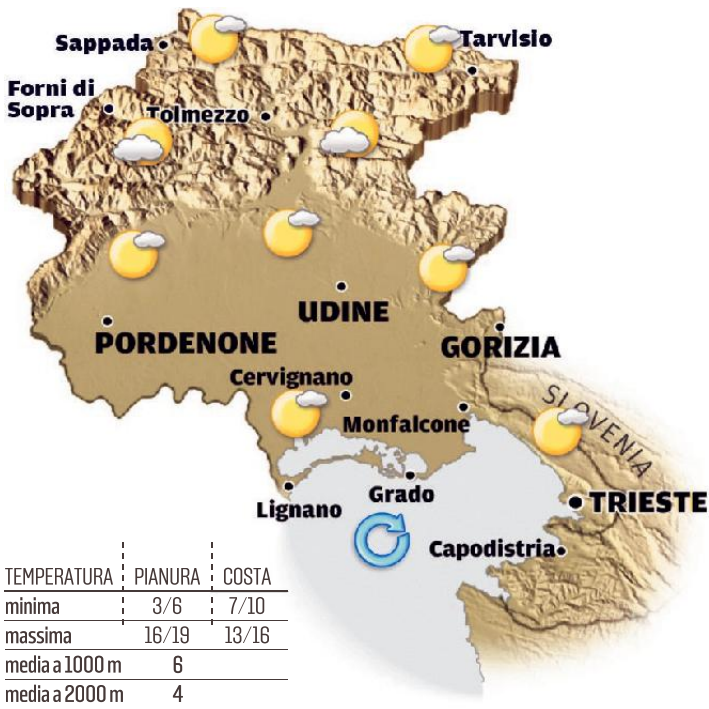 Sappada
Tarvisio
Forni di
Sopra
Tolmezzo
UDINE
PORDENONE
GORIZIA
Cervignano
SLOVENIA
Monfalcone
Lignano
Grado
TRIESTE
Capodistria
TEMPERATURA PIANURA COSTA
minima 3/6 7/10
massima 16/19 13/16
media a 1000 m 6
media a 2000 m 4